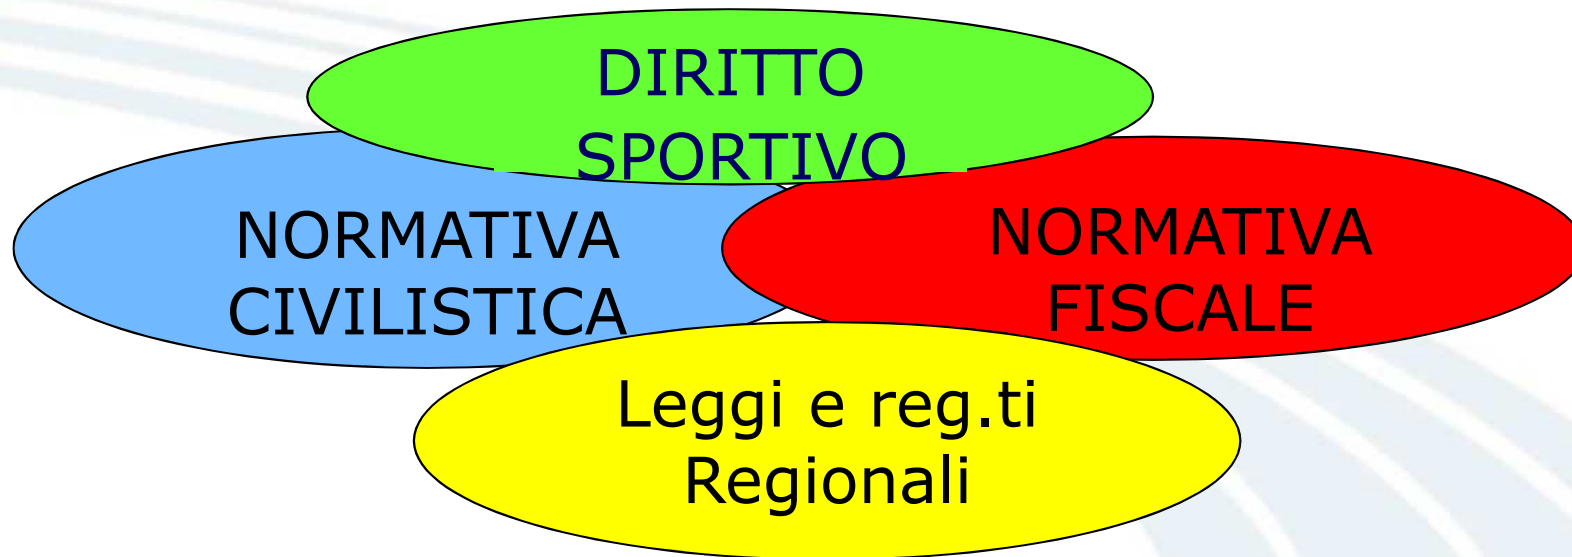 DIRITTO
SPORTIVO
NORMATIVA
CIVILISTICA
NORMATIVA
FISCALE
Leggi e reg.ti
Regionali